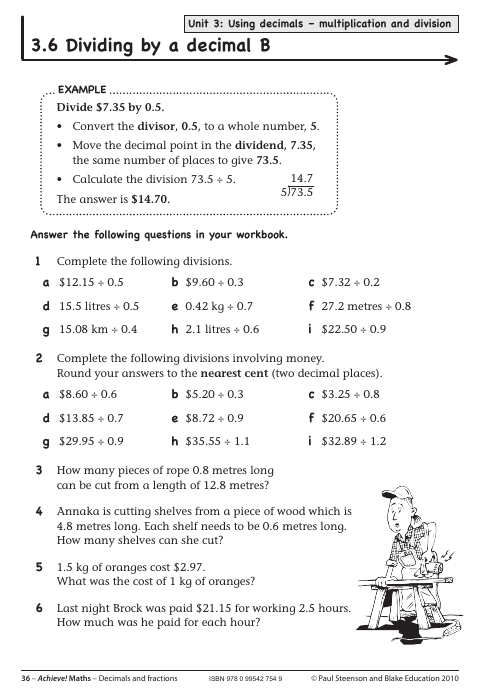 Unit 3: Using decimals – multiplication and division
3.6 Dividing by a decimal B
EXAMPLE
Divide $7.35 by 0.5.
• Convert the divisor, 0.5, to a whole number, 5.
• Move the decimal point in the dividend, 7.35,
the same number of places to give 73.5.
• Calculate the division 73.5 ÷ 5.
14.7
5)73.5
The answer is $14.70.
Answer the following questions in your workbook.
1 Complete the following divisions.
a $12.15 ÷ 0.5 b $9.60 ÷ 0.3 c $7.32 ÷ 0.2
d 15.5 litres ÷ 0.5 e 0.42 kg ÷ 0.7 f 27.2 metres ÷ 0.8
g 15.08 km ÷ 0.4 h 2.1 litres ÷ 0.6 i $22.50 ÷ 0.9
2 Complete the following divisions involving money.
Round your answers to the nearest cent (two decimal places).
a $8.60 ÷ 0.6 b $5.20 ÷ 0.3 c $3.25 ÷ 0.8
d $13.85 ÷ 0.7 e $8.72 ÷ 0.9 f $20.65 ÷ 0.6
g $29.95 ÷ 0.9 h $35.55 ÷ 1.1 i $32.89 ÷ 1.2
3 How many pieces of rope 0.8 metres long
can be cut from a length of 12.8 metres?
4 Annaka is cutting shelves from a piece of wood which is
4.8 metres long. Each shelf needs to be 0.6 metres long.
How many shelves can she cut?
5 1.5 kg of oranges cost $2.97.
What was the cost of 1 kg of oranges?
6 Last night Brock was paid $21.15 for working 2.5 hours.
How much was he paid for each hour?
36 – Achieve! Maths – Decimals and fractions ISBN 978 0 99542 754 9 © Paul Steenson and Blake Education 2010